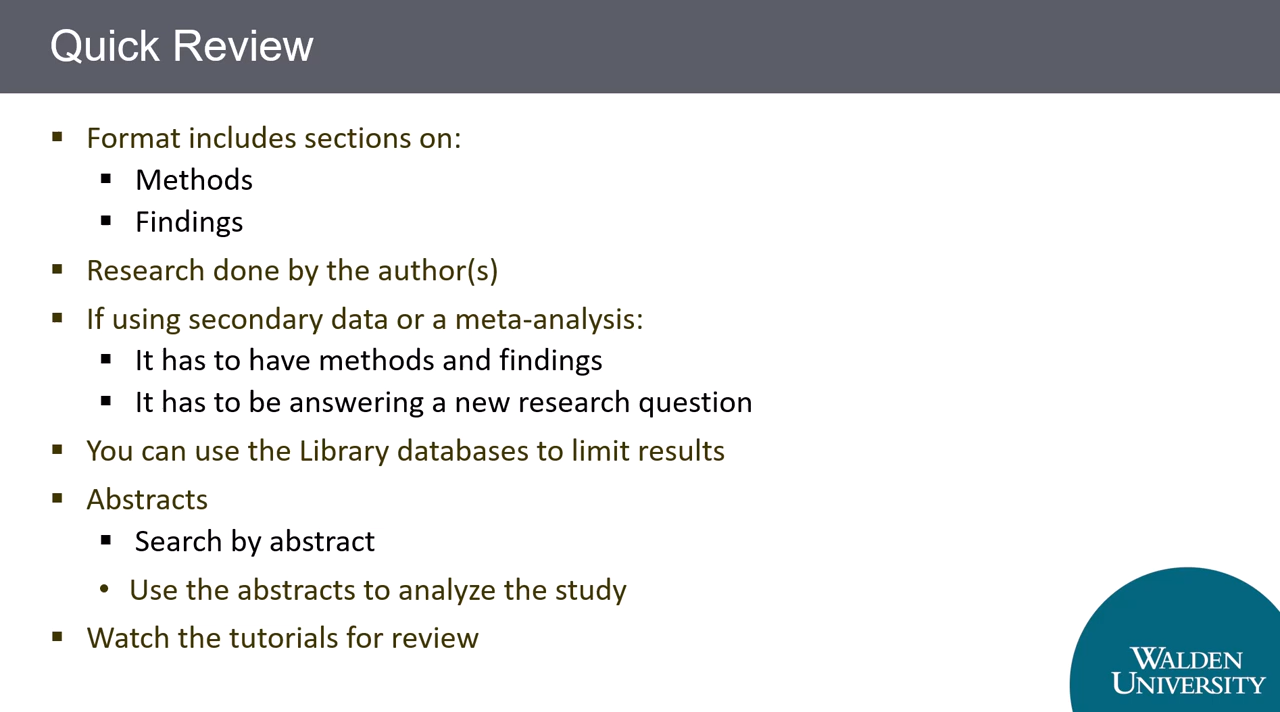 Quick Review
▪ Format includes sections on:
▪ Methods
▪ Findings
▪ Research done by the author(s)
▪ If using secondary data or a meta-analysis:
▪ It has to have methods and findings
▪ It has to be answering a new research question
▪ You can use the Library databases to limit results
▪ Abstracts
▪ Search by abstract
• Use the abstracts to analyze the study
▪ Watch the tutorials for review
WALDEN
UNIVERSITY